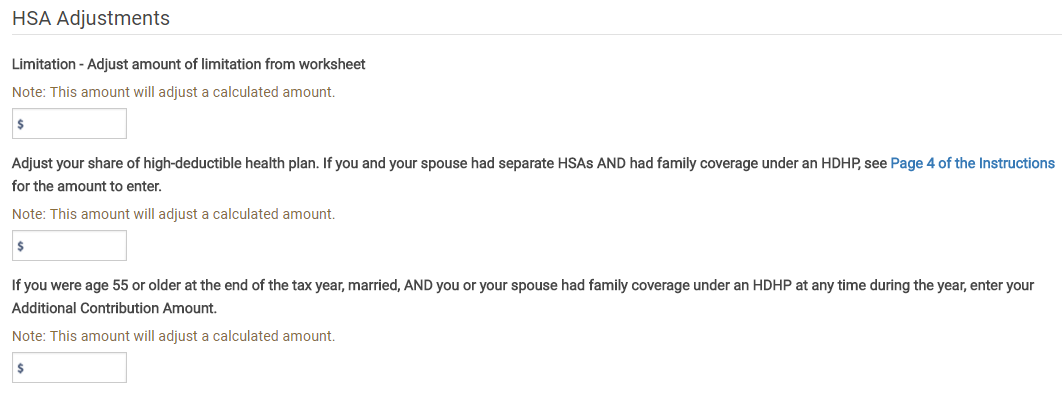 HSA Adjustments
Limitation - Adjust amount of limitation from worksheet
Note: This amount will adjust a calculated amount.
$
Adjust your share of high-deductible health plan. If you and your spouse had separate HSAs AND had family coverage under an HDHP, see Page 4 of the Instructions
for the amount to enter.
Note: This amount will adjust a calculated amount.
$
If you were age 55 or older at the end of the tax year, married, AND you or your spouse had family coverage under an HDHP at any time during the year, enter your
Additional Contribution Amount.
Note: This amount will adjust a calculated amount.
$